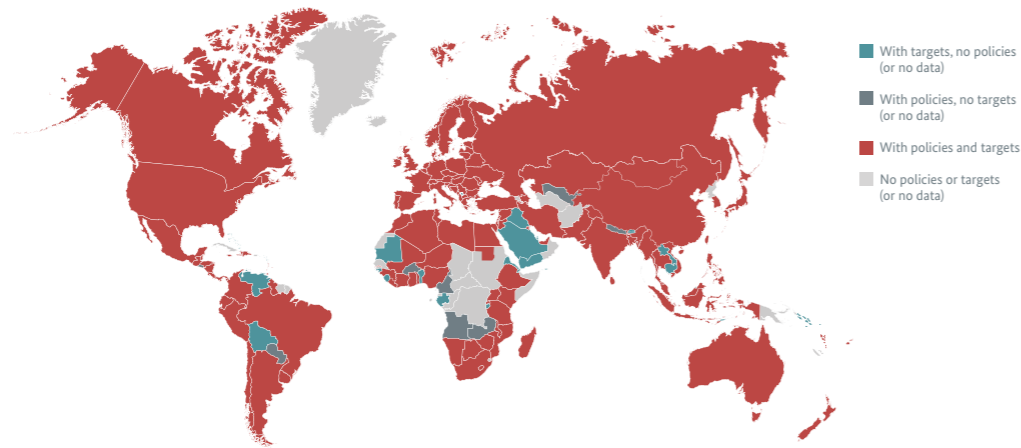 With targets, no policies
(or no data)
With policies, no targets
(or no data)
With policies and targets
No policies or targets
(or no data)